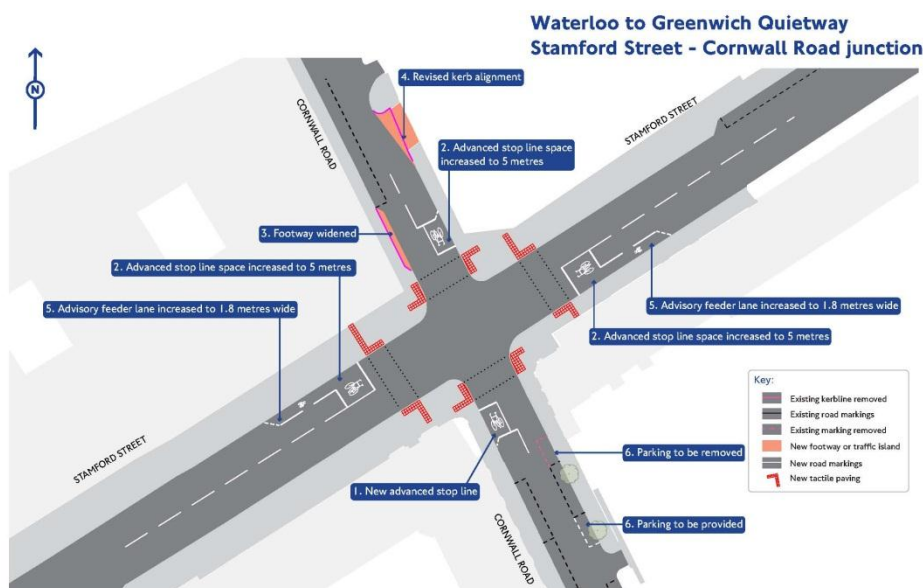 Waterloo to Greenwich Quietway
Stamford Street - Cornwall Road junction
N
4. Revised kerb alignment
CORNWALL ROAD
STAMFORD STREET
2. Advanced stop line space
increased to 5 metres
3. Footway widened
2. Advanced stop line space increased to 5 metres
5. Advisory feeder lane increased to 1.8 metres wide
5. Advisory feeder lane increased to 1.8 metres wide
2. Advanced stop line space increased to 5 metres
Key:
Existing kerbline removed
Existing road markings
Existing marking removed
New footway or traffic island
New road markings
New tactile paving
STAMFORD STREET
6. Parking to be removed
1. New advanced stop line
6. Parking to be provided
CORNWALL ROAD